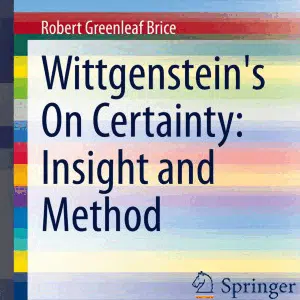 Robert Greenleaf Brice
Wittgenstein's
On Certainty:
Insight and
Method
Springer